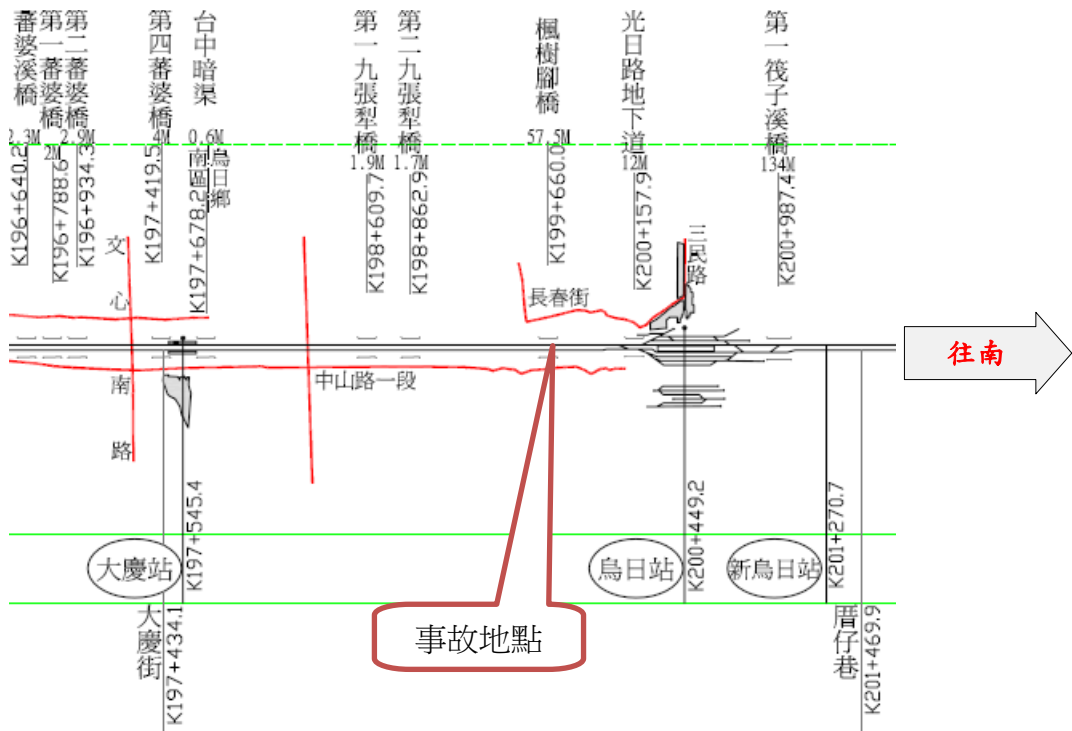 蕃婆溪橋
第一蕃婆橋
第二蕃婆橋
第四蕃婆橋
台中暗渠
第一九張犁橋
第二九張犁橋
楓樹腳橋
光日路地下道
第一筏子溪橋
2.3M
2M
2.9M
4M
0.6M
1.9M
1.7M
57.5M
12M
134M
南區
烏日鄉
K196+640.2
K196+788.6
K196+934.3
K197+419.5
K197+678.2
K198+609.7
K198+862.9
K199+660.0
K200+157.9
K200+987.4
三民路
文心南路
長春街
中山路一段
往南
K197+545.4
K200+449.2
K201+270.7
大慶站
烏日站
新烏日站
事故地點
大慶街
K197+434.1
厝仔巷
K201+469.9